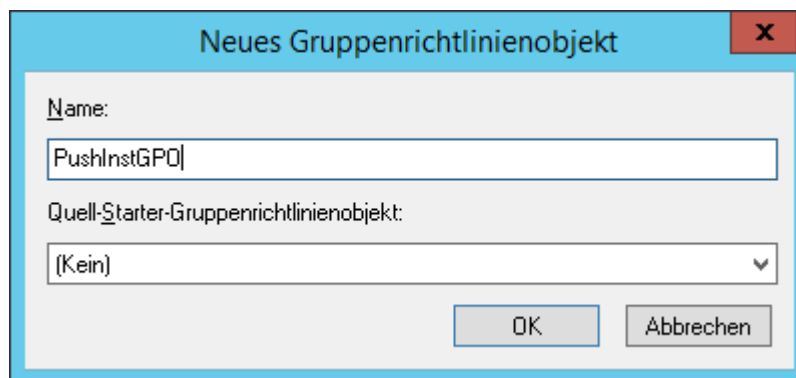 Neues Gruppenrichtlinienobjekt
x
Name:
PushInstGPO
Quell-Starter-Gruppenrichtlinienobjekt:
(Kein)
OK
Abbrechen